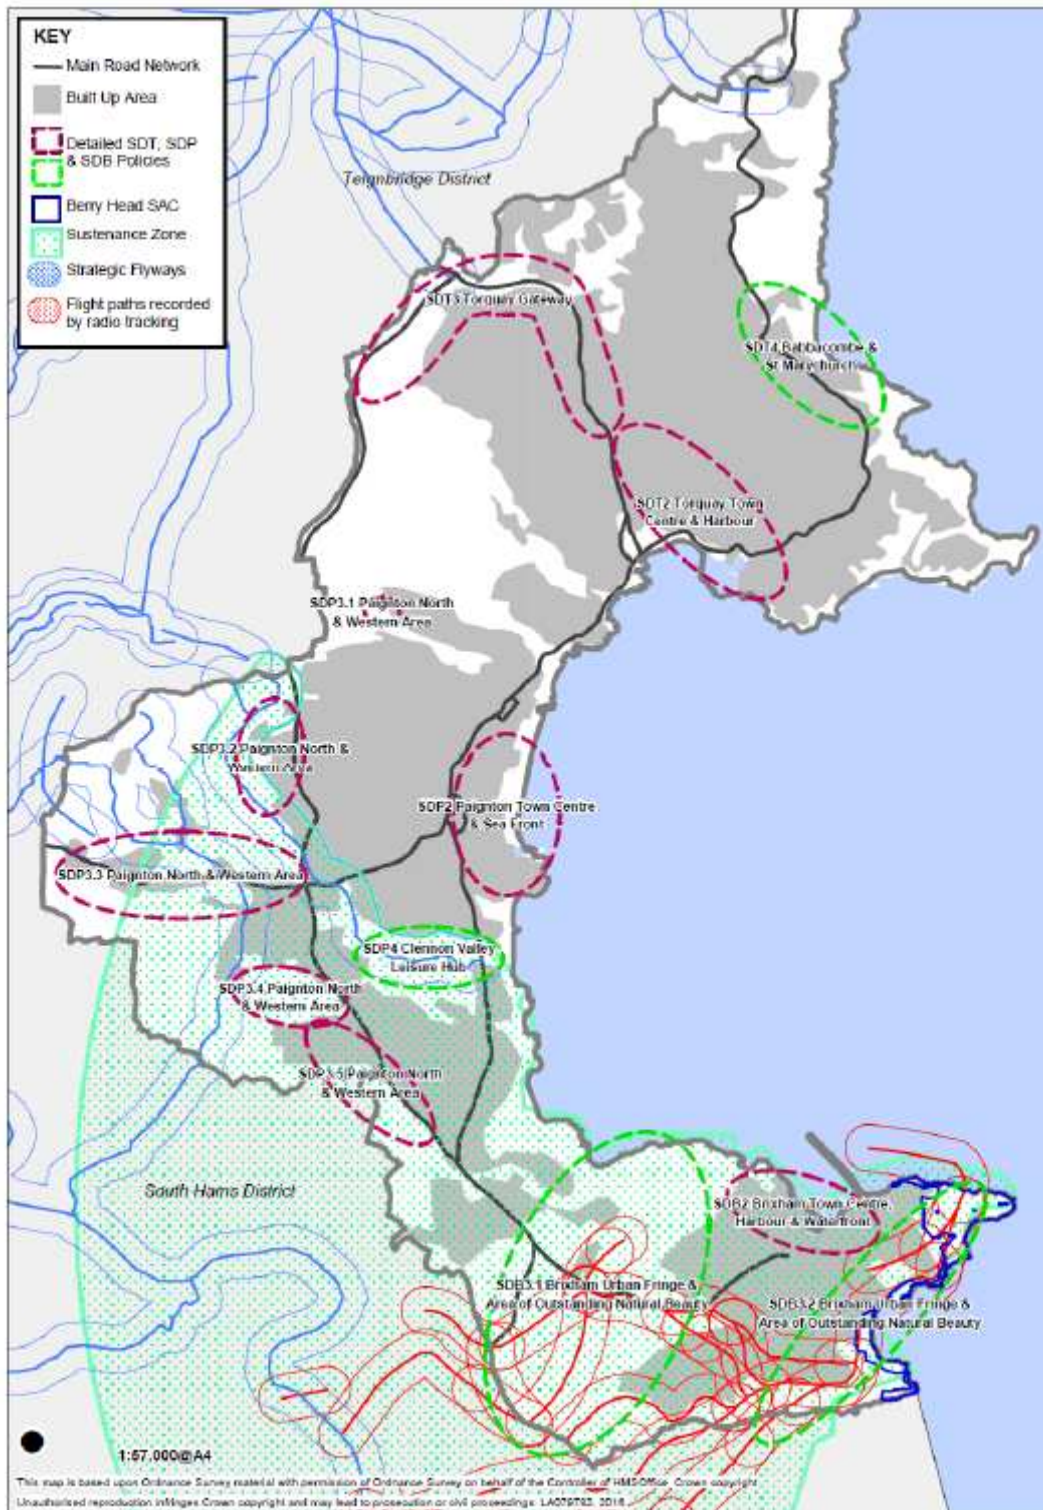 KEY
Main Road Network
Built Up Area
Detailed SDT, SDP
& SDB Policies
Berry Head SAC
Sustenance Zone
Strategic Flyways
Flight paths recorded
by radio tracking
Teignbridge District
SDT3 Torquay Gateway
SDT4 Babbacombe &
St Marychurch
SDT2 Torquay Town
Centre & Harbour
SDP3.1 Paignton North
& Western Area
SDP3.2 Paignton North &
Western Area
SDP2 Paignton Town Centre
& Sea Front
SDP3.3 Paignton North & Western Area
SDP4 Clennon Valley
Leisure Hub
SDP3.4 Paignton North
& Western Area
SDP3.5 Paignton North
& Western Area
South Hams District
SDB2 Brixham Town Centre,
Harbour & Waterfront
SDB3.1 Brixham Urban Fringe &
Area of Outstanding Natural Beauty
SDB3.2 Brixham Urban Fringe &
Area of Outstanding Natural Beauty
1:57,000@A4
This map is based upon Ordnance Survey material with permission of Ordnance Survey on behalf of the Controller of HMSOffice. Crown copyright
Unauthorised reproduction infringes Crown copyright and may lead to prosecution or civil proceedings. LA079782. 2016